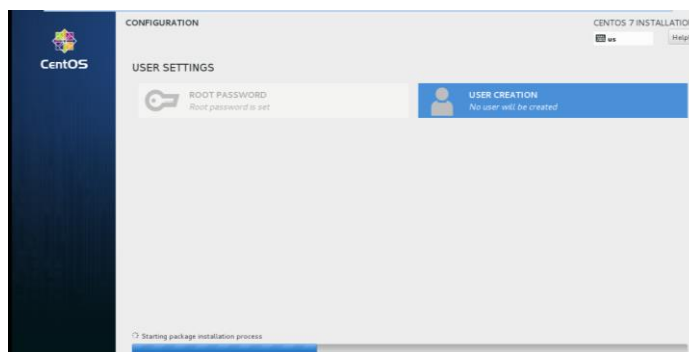 CONFIGURATION
CENTOS 7 INSTALLATIO
us
Help
CentOS
USER SETTINGS
ROOT PASSWORD
Root password is set
USER CREATION
No user will be created
Starting package installation process